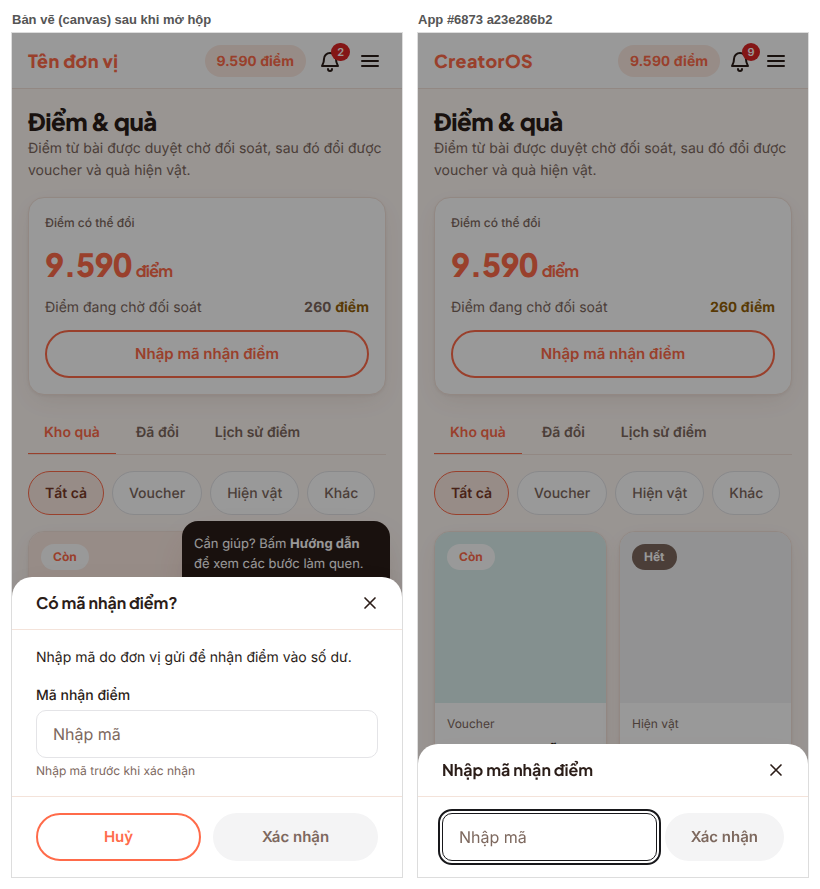 Bản vẽ (canvas) sau khi mở hộp
Tên đơn vị
9.590 điểm
2
Điểm & quà
Điểm từ bài được duyệt chờ đối soát, sau đó đổi được
voucher và quà hiện vật.
Điểm có thể đổi
9.590 điểm
Điểm đang chờ đối soát
260 điểm
Nhập mã nhận điểm
Kho quà
Đã đổi
Lịch sử điểm
Tất cả
Voucher
Hiện vật
Khác
Còn
Cần giúp? Bấm Hướng dẫn
để xem các bước làm quen.
Có mã nhận điểm?
Nhập mã do đơn vị gửi để nhận điểm vào số dư.
Mã nhận điểm
Nhập mã
Nhập mã trước khi xác nhận
Huỷ
Xác nhận
App #6873 a23e286b2
CreatorOS
9.590 điểm
9
Điểm & quà
Điểm từ bài được duyệt chờ đối soát, sau đó đổi được
voucher và quà hiện vật.
Điểm có thể đổi
9.590 điểm
Điểm đang chờ đối soát
260 điểm
Nhập mã nhận điểm
Kho quà
Đã đổi
Lịch sử điểm
Tất cả
Voucher
Hiện vật
Khác
Còn
Hết
Voucher
Hiện vật
Nhập mã nhận điểm
Nhập mã
Xác nhận